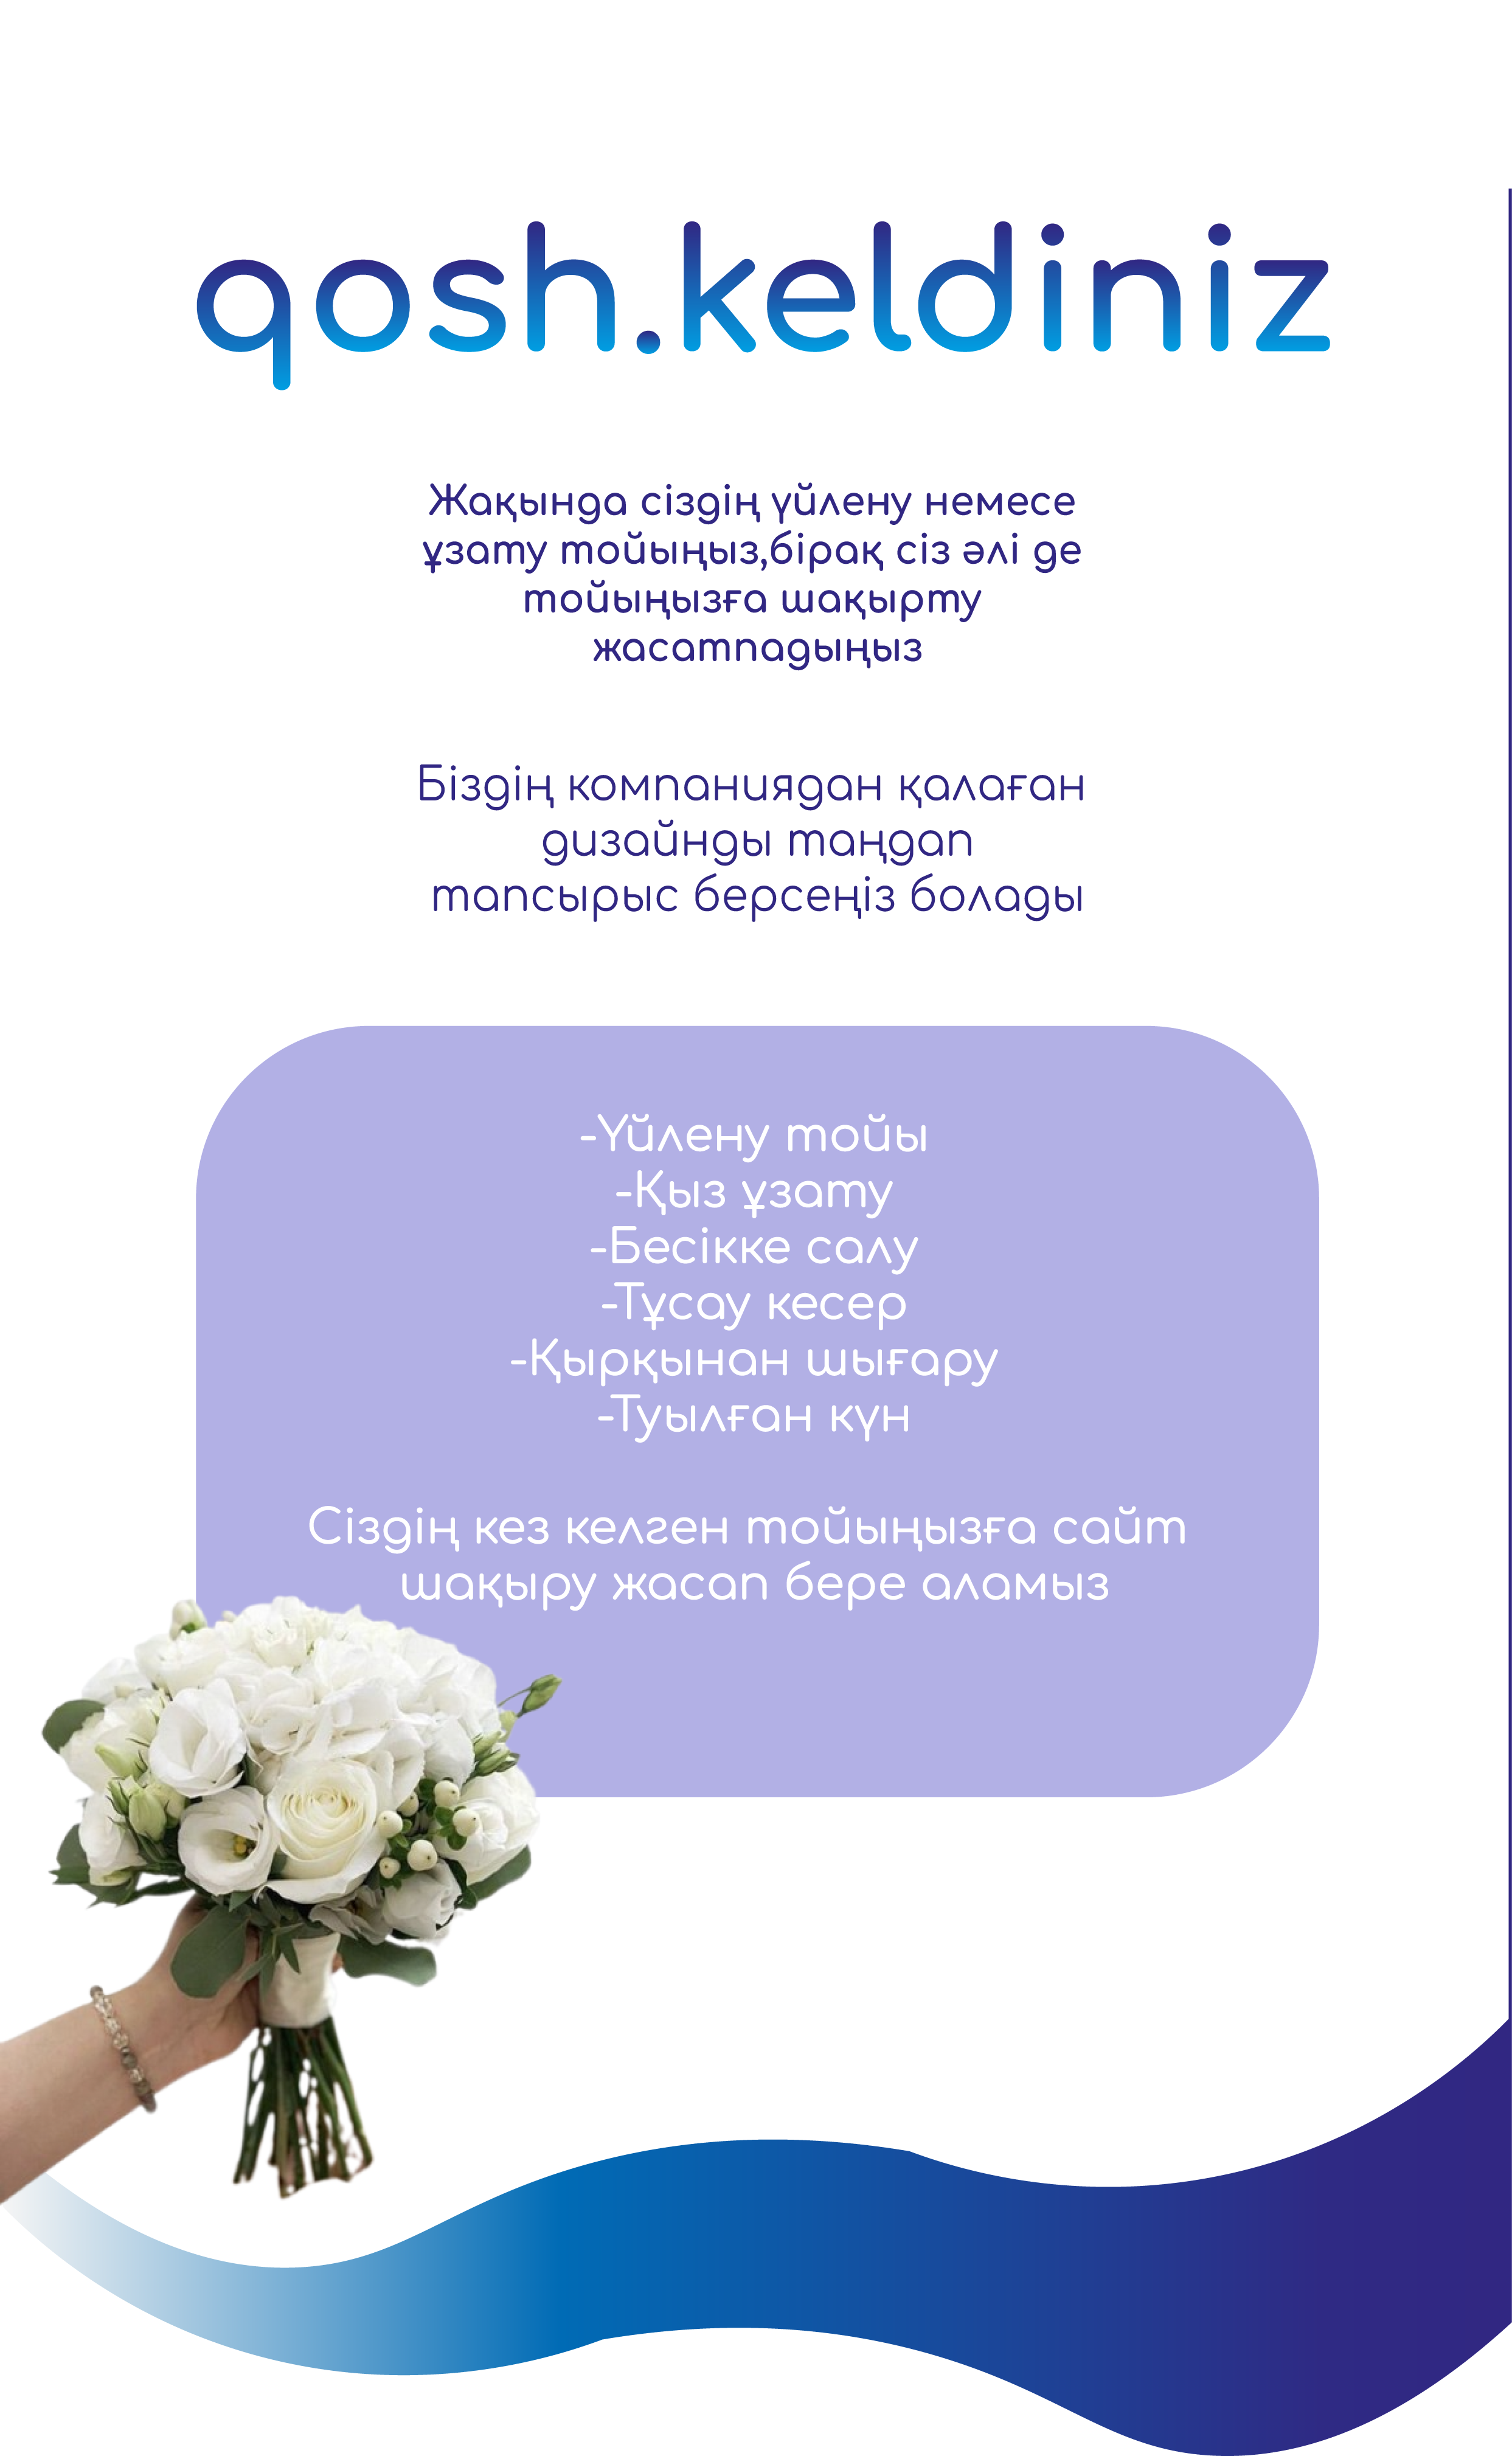 qosh.keldiniz
Жақында сіздің үйлену немесе
ұзату тойыңыз,бірақ сіз әлі де
тойыңызға шақырту
жасатпадыңыз
Біздің компаниядан қалаған
дизайнды таңдап
тапсырыс берсеңіз болады
-Үйлену тойы
-Қыз ұзату
-Бесікке салу
-Тұсау кесер
-Қырқынан шығару
-Туылған күн
Сіздің кез келген тойыңызға сайт
шақыру жасап бере аламыз